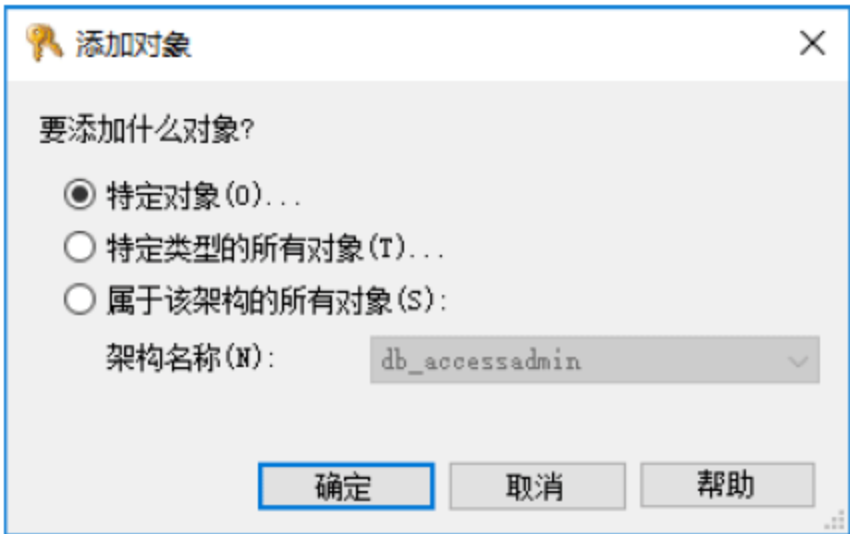 添加对象
要添加什么对象?
特定对象(O)...
特定类型的所有对象(T)...
属于该架构的所有对象(S):
架构名称(N): db_accessadmin
确定 取消 帮助